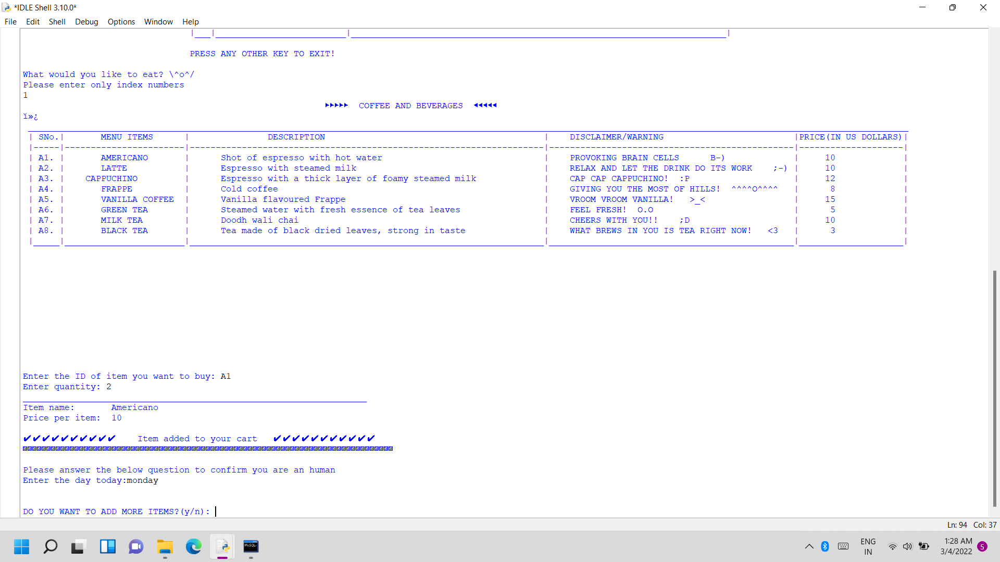 *IDLE Shell 3.10.0*
File Edit Shell Debug Options Window Help
PRESS ANY OTHER KEY TO EXIT!
What would you like to eat? \^o^/
Please enter only index numbers
1
►►►►► COFFEE AND BEVERAGES ◄◄◄◄◄
ï»¿
| SNo.| MENU ITEMS | DESCRIPTION | DISCLAIMER/WARNING |PRICE(IN US DOLLARS)|
| A1. | AMERICANO | Shot of espresso with hot water | PROVOKING BRAIN CELLS B-) | 10 |
| A2. | LATTE | Espresso with steamed milk | RELAX AND LET THE DRINK DO ITS WORK ;-) | 10 |
| A3. | CAPPUCHINO | Espresso with a thick layer of foamy steamed milk | CAP CAP CAPPUCHINO! :P | 12 |
| A4. | FRAPPE | Cold coffee | GIVING YOU THE MOST OF HILLS! ^^^^O^^^^ | 8 |
| A5. | VANILLA COFFEE | Vanilla flavoured Frappe | VROOM VROOM VANILLA! >_< | 15 |
| A6. | GREEN TEA | Steamed water with fresh essence of tea leaves | FEEL FRESH! O.O | 5 |
| A7. | MILK TEA | Doodh wali chai | CHEERS WITH YOU!! ;D | 10 |
| A8. | BLACK TEA | Tea made of black dried leaves, strong in taste | WHAT BREWS IN YOU IS TEA RIGHT NOW! <3 | 3 |
Enter the ID of item you want to buy: A1
Enter quantity: 2
Item name: Americano
Price per item: 10
✔✔✔✔✔✔✔✔✔✔ Item added to your cart ✔✔✔✔✔✔✔✔✔✔✔
Please answer the below question to confirm you are an human
Enter the day today:monday
DO YOU WANT TO ADD MORE ITEMS?(y/n):
Ln: 94 Col: 37
MySQL
ENG
IN
1:28 AM
3/4/2022
5